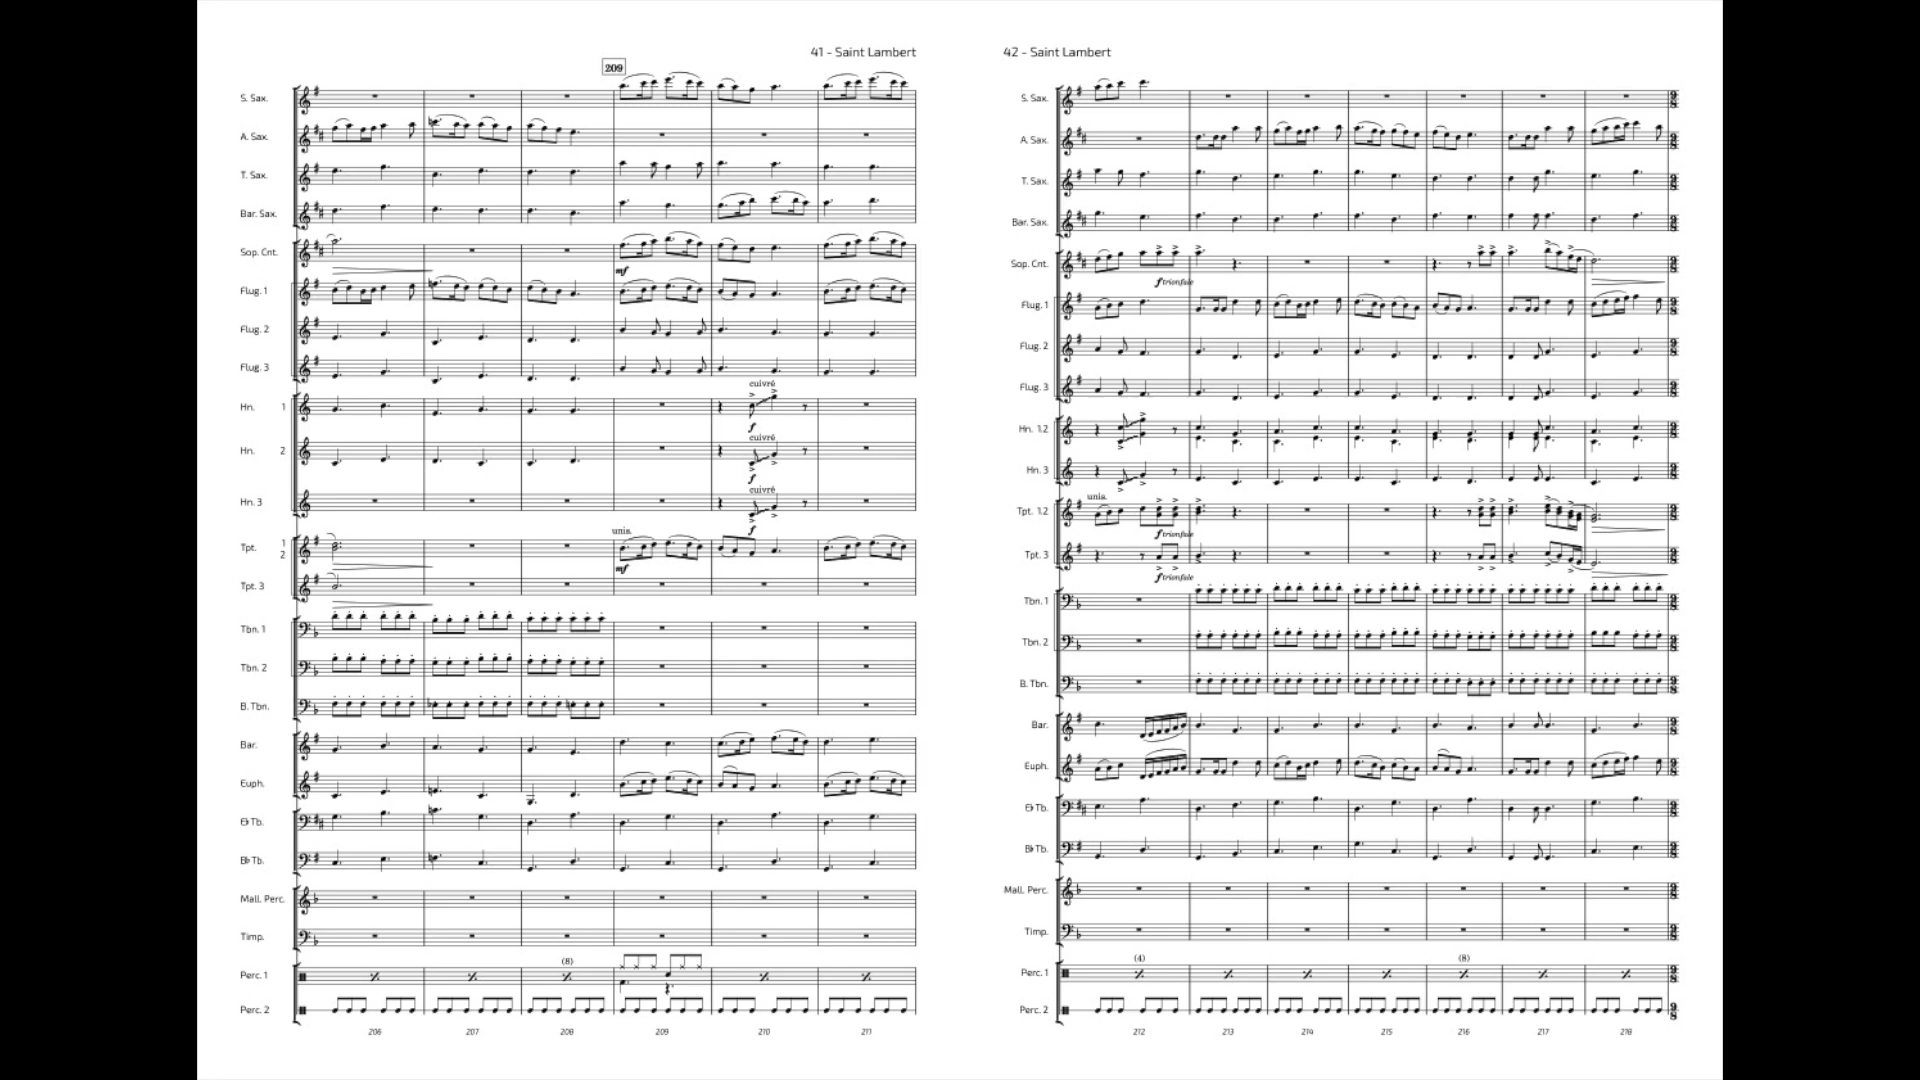 41 - Saint Lambert
209
S. Sax.
A. Sax.
T. Sax.
Bar. Sax.
Sop. Cnt.
mf
Flug. 1
Flug. 2
Flug. 3
cuivré
Hn. 1
f
cuivré
Hn. 2
f
cuivré
Hn. 3
f
unis.
Tpt. 1 2
mf
Tpt. 3
Tbn. 1
Tbn. 2
B. Tbn.
Bar.
Euph.
E♭ Tb.
B♭ Tb.
Mall. Perc.
Timp.
(8)
Perc. 1
Perc. 2
206 207 208 209 210 211
42 - Saint Lambert
S. Sax.
A. Sax.
T. Sax.
Bar. Sax.
Sop. Cnt.
f trionfale
Flug. 1
Flug. 2
Flug. 3
Hn. 1.2
Hn. 3
unis.
Tpt. 1.2
f trionfale
Tpt. 3
f trionfale
Tbn. 1
Tbn. 2
B. Tbn.
Bar.
Euph.
E♭ Tb.
B♭ Tb.
Mall. Perc.
Timp.
(4) (8)
Perc. 1
Perc. 2
212 213 214 215 216 217 218